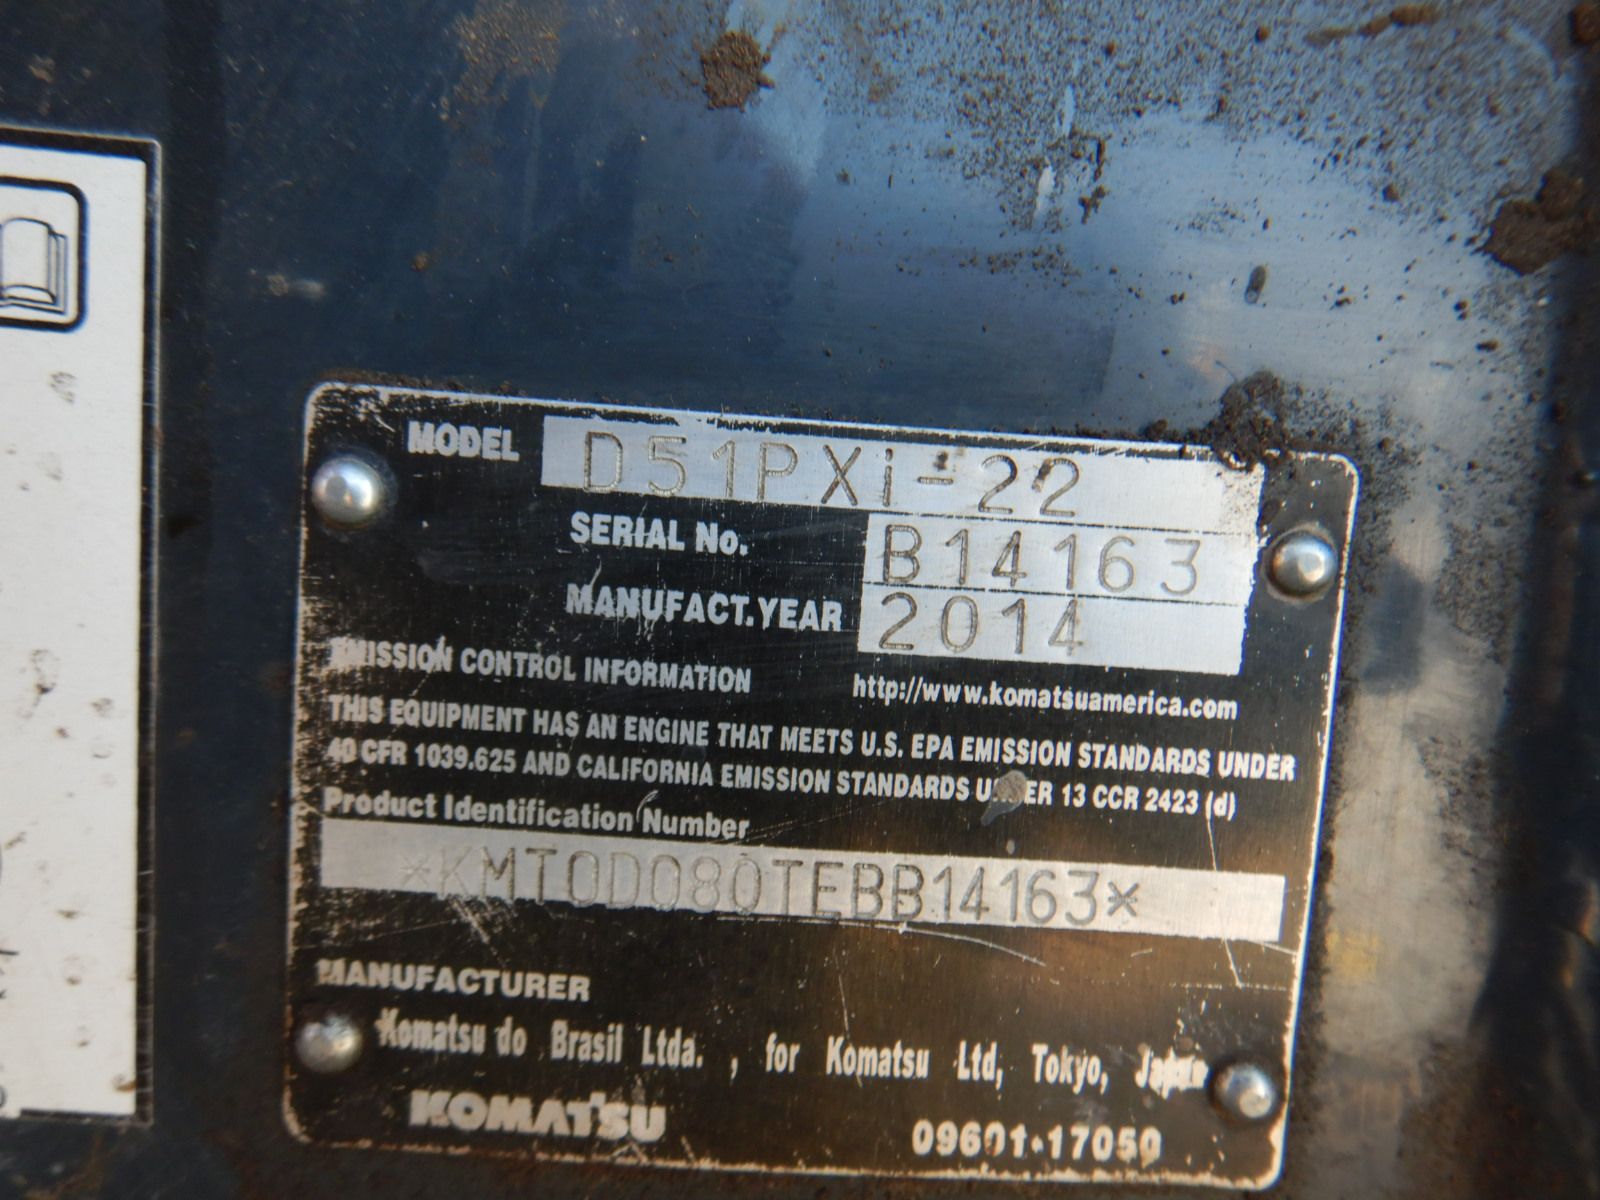 MODEL D51PXi-22
SERIAL No. B14163
MANUFACT.YEAR 2014
EMISSION CONTROL INFORMATION http://www.komatsuamerica.com
THIS EQUIPMENT HAS AN ENGINE THAT MEETS U.S. EPA EMISSION STANDARDS UNDER
40 CFR 1039.625 AND CALIFORNIA EMISSION STANDARDS UNDER 13 CCR 2423 (d)
Product Identification Number
*KMT0D080TEBB14163*
MANUFACTURER
Komatsu do Brasil Ltda. , for Komatsu Ltd, Tokyo, Japan
KOMATSU
09601-17050